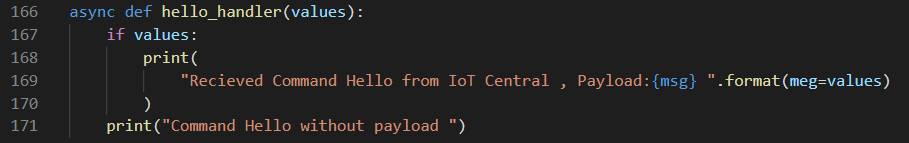 166 async def hello_handler(values):
167 if values:
168 print(
169 "Recieved Command Hello from IoT Central , Payload:{msg} ".format(meg=values)
170 )
171 print("Command Hello without payload ")